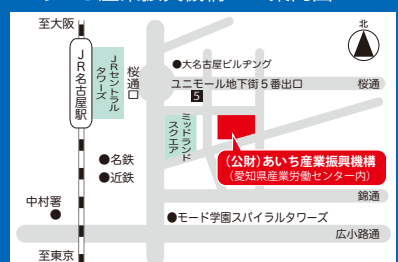 至大阪
北
JR名古屋駅
JRセントラル
タワーズ
桜通口
●大名古屋ビルヂング
ユニモール地下街5番出口
桜通
5
ミッドランド
スクエア
(公財)あいち産業振興機構
(愛知県産業労働センター内)
●名鉄
●近鉄
中村署
錦通
●モード学園スパイラルタワーズ
広小路通
至東京